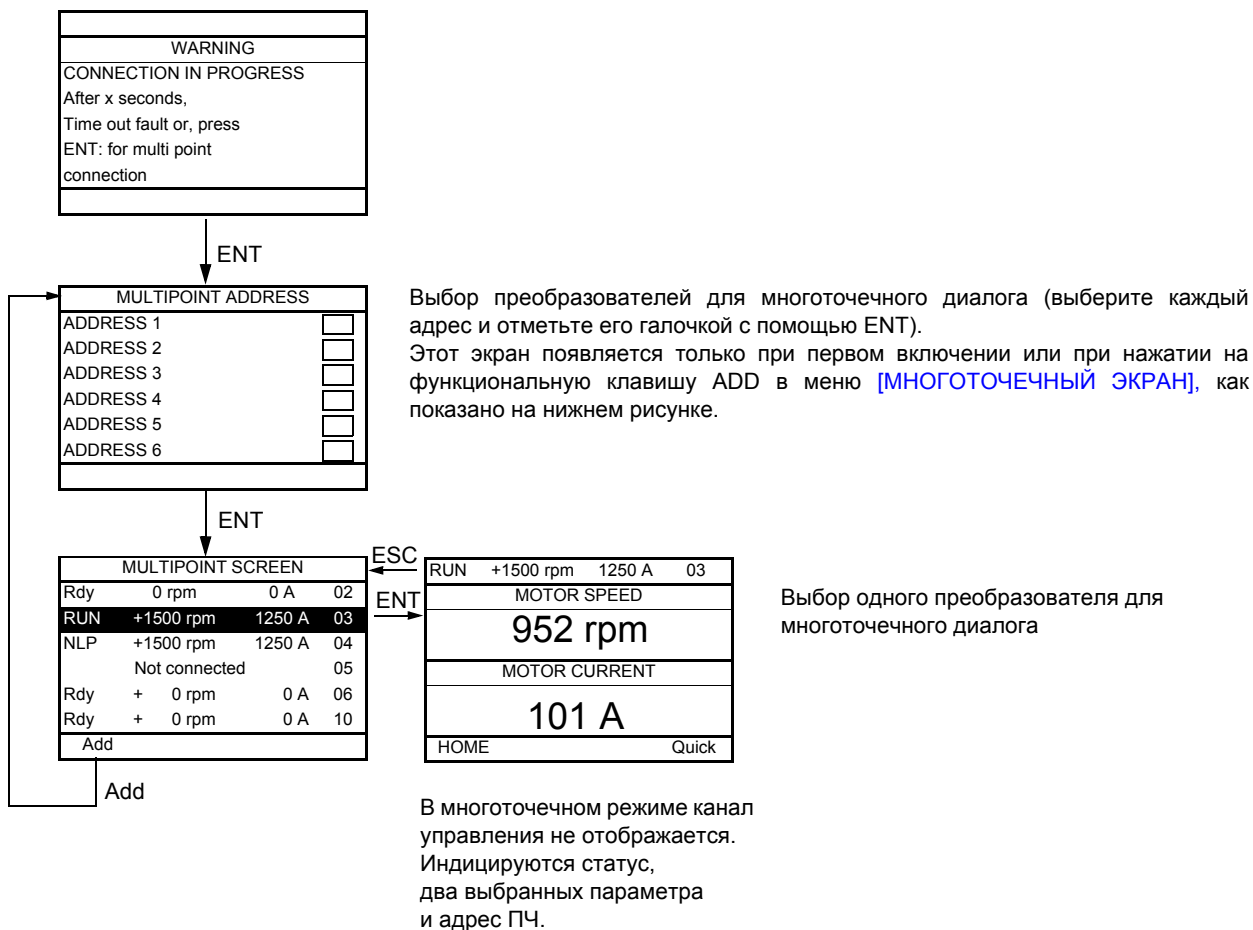 WARNING
CONNECTION IN PROGRESS
After x seconds,
Time out fault or, press
ENT: for multi point
connection
ENT
MULTIPOINT ADDRESS
ADDRESS 1
ADDRESS 2
ADDRESS 3
ADDRESS 4
ADDRESS 5
ADDRESS 6
Выбор преобразователей для многоточечного диалога (выберите каждый
адрес и отметьте его галочкой с помощью ENT).
Этот экран появляется только при первом включении или при нажатии на
функциональную клавишу ADD в меню [МНОГОТОЧЕЧНЫЙ ЭКРАН], как
показано на нижнем рисунке.
ENT
MULTIPOINT SCREEN
Rdy 0 rpm 0 A 02
RUN +1500 rpm 1250 A 03
NLP +1500 rpm 1250 A 04
Not connected 05
Rdy + 0 rpm 0 A 06
Rdy + 0 rpm 0 A 10
Add
Add
ESC
ENT
RUN +1500 rpm 1250 A 03
MOTOR SPEED
952 rpm
MOTOR CURRENT
101 A
HOME Quick
Выбор одного преобразователя для
многоточечного диалога
В многоточечном режиме канал
управления не отображается.
Индицируются статус,
два выбранных параметра
и адрес ПЧ.